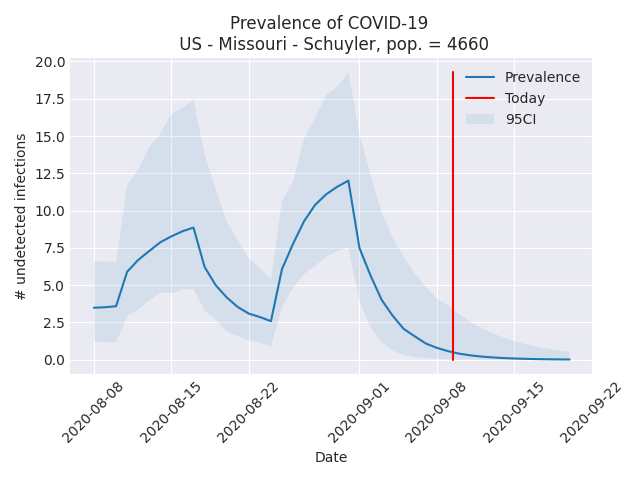 Prevalence of COVID-19
US - Missouri - Schuyler, pop. = 4660
20.0
17.5
15.0
12.5
10.0
7.5
5.0
2.5
0.0
# undetected infections
Prevalence
Today
95CI
2020-08-08
2020-08-15
2020-08-22
2020-09-01
2020-09-08
2020-09-15
2020-09-22
Date